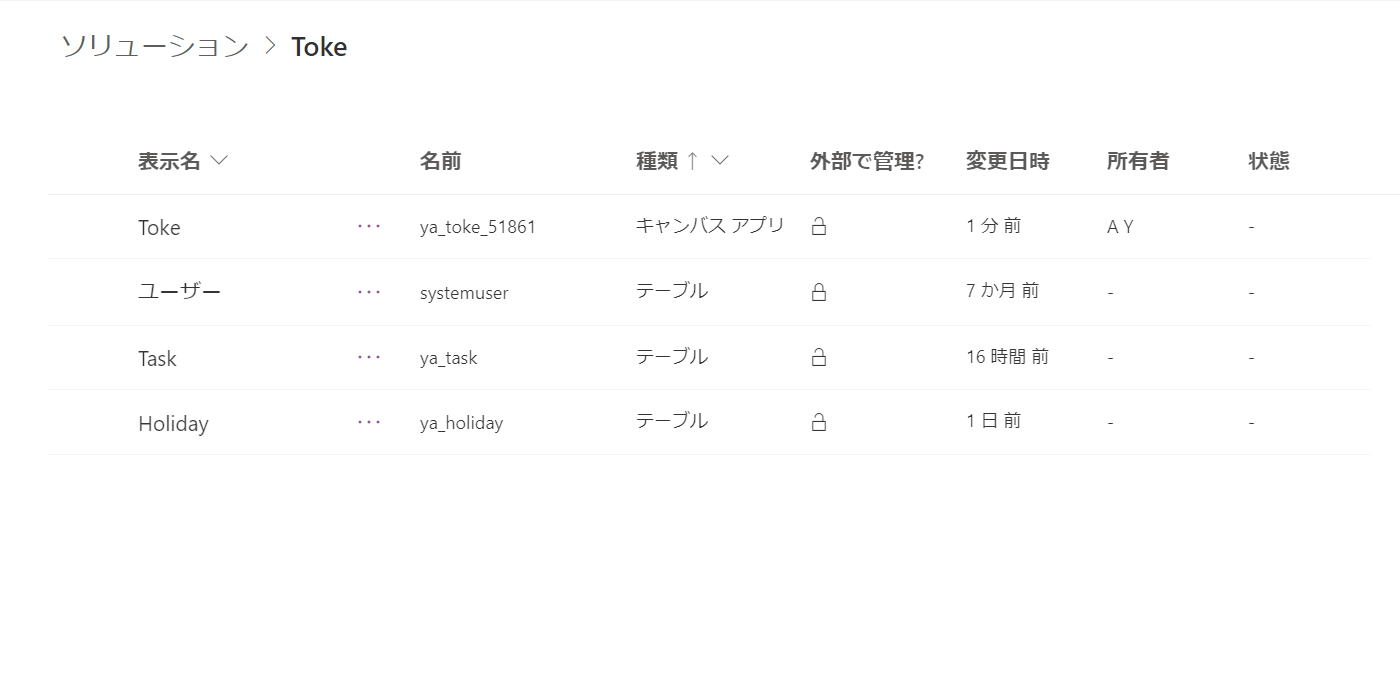 ソリューション > Toke
表示名 名前 種類 ↑ 外部で管理? 変更日時 所有者 状態
Toke ··· ya_toke_51861 キャンバス アプリ 1 分 前 A Y -
ユーザー ··· systemuser テーブル 7 か月 前 - -
Task ··· ya_task テーブル 16 時間 前 - -
Holiday ··· ya_holiday テーブル 1 日 前 - -